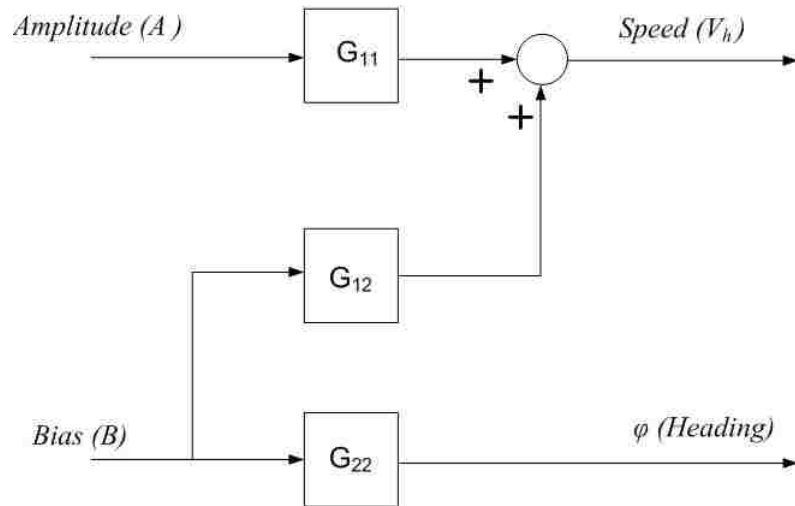 Amplitude (A )
G₁₁
Speed (Vₕ)
+
+
G₁₂
Bias (B)
G₂₂
φ (Heading)